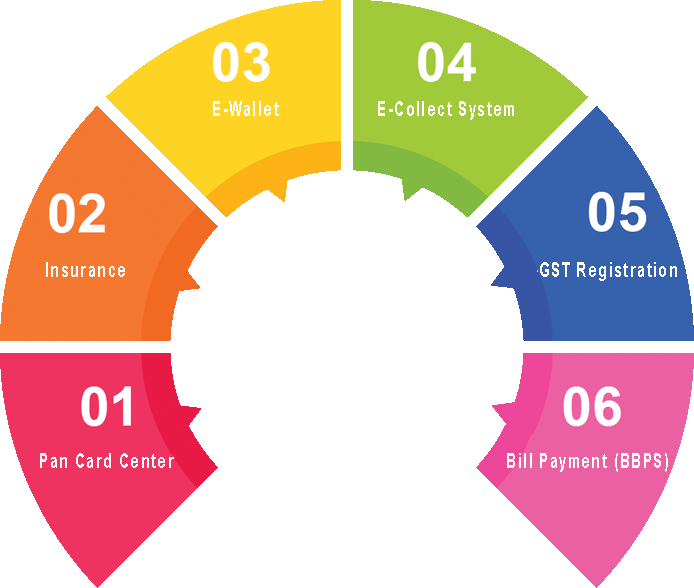 01
Pan Card Center
02
Insurance
03
E-Wallet
04
E-Collect System
05
GST Registration
06
Bill Payment (BBPS)